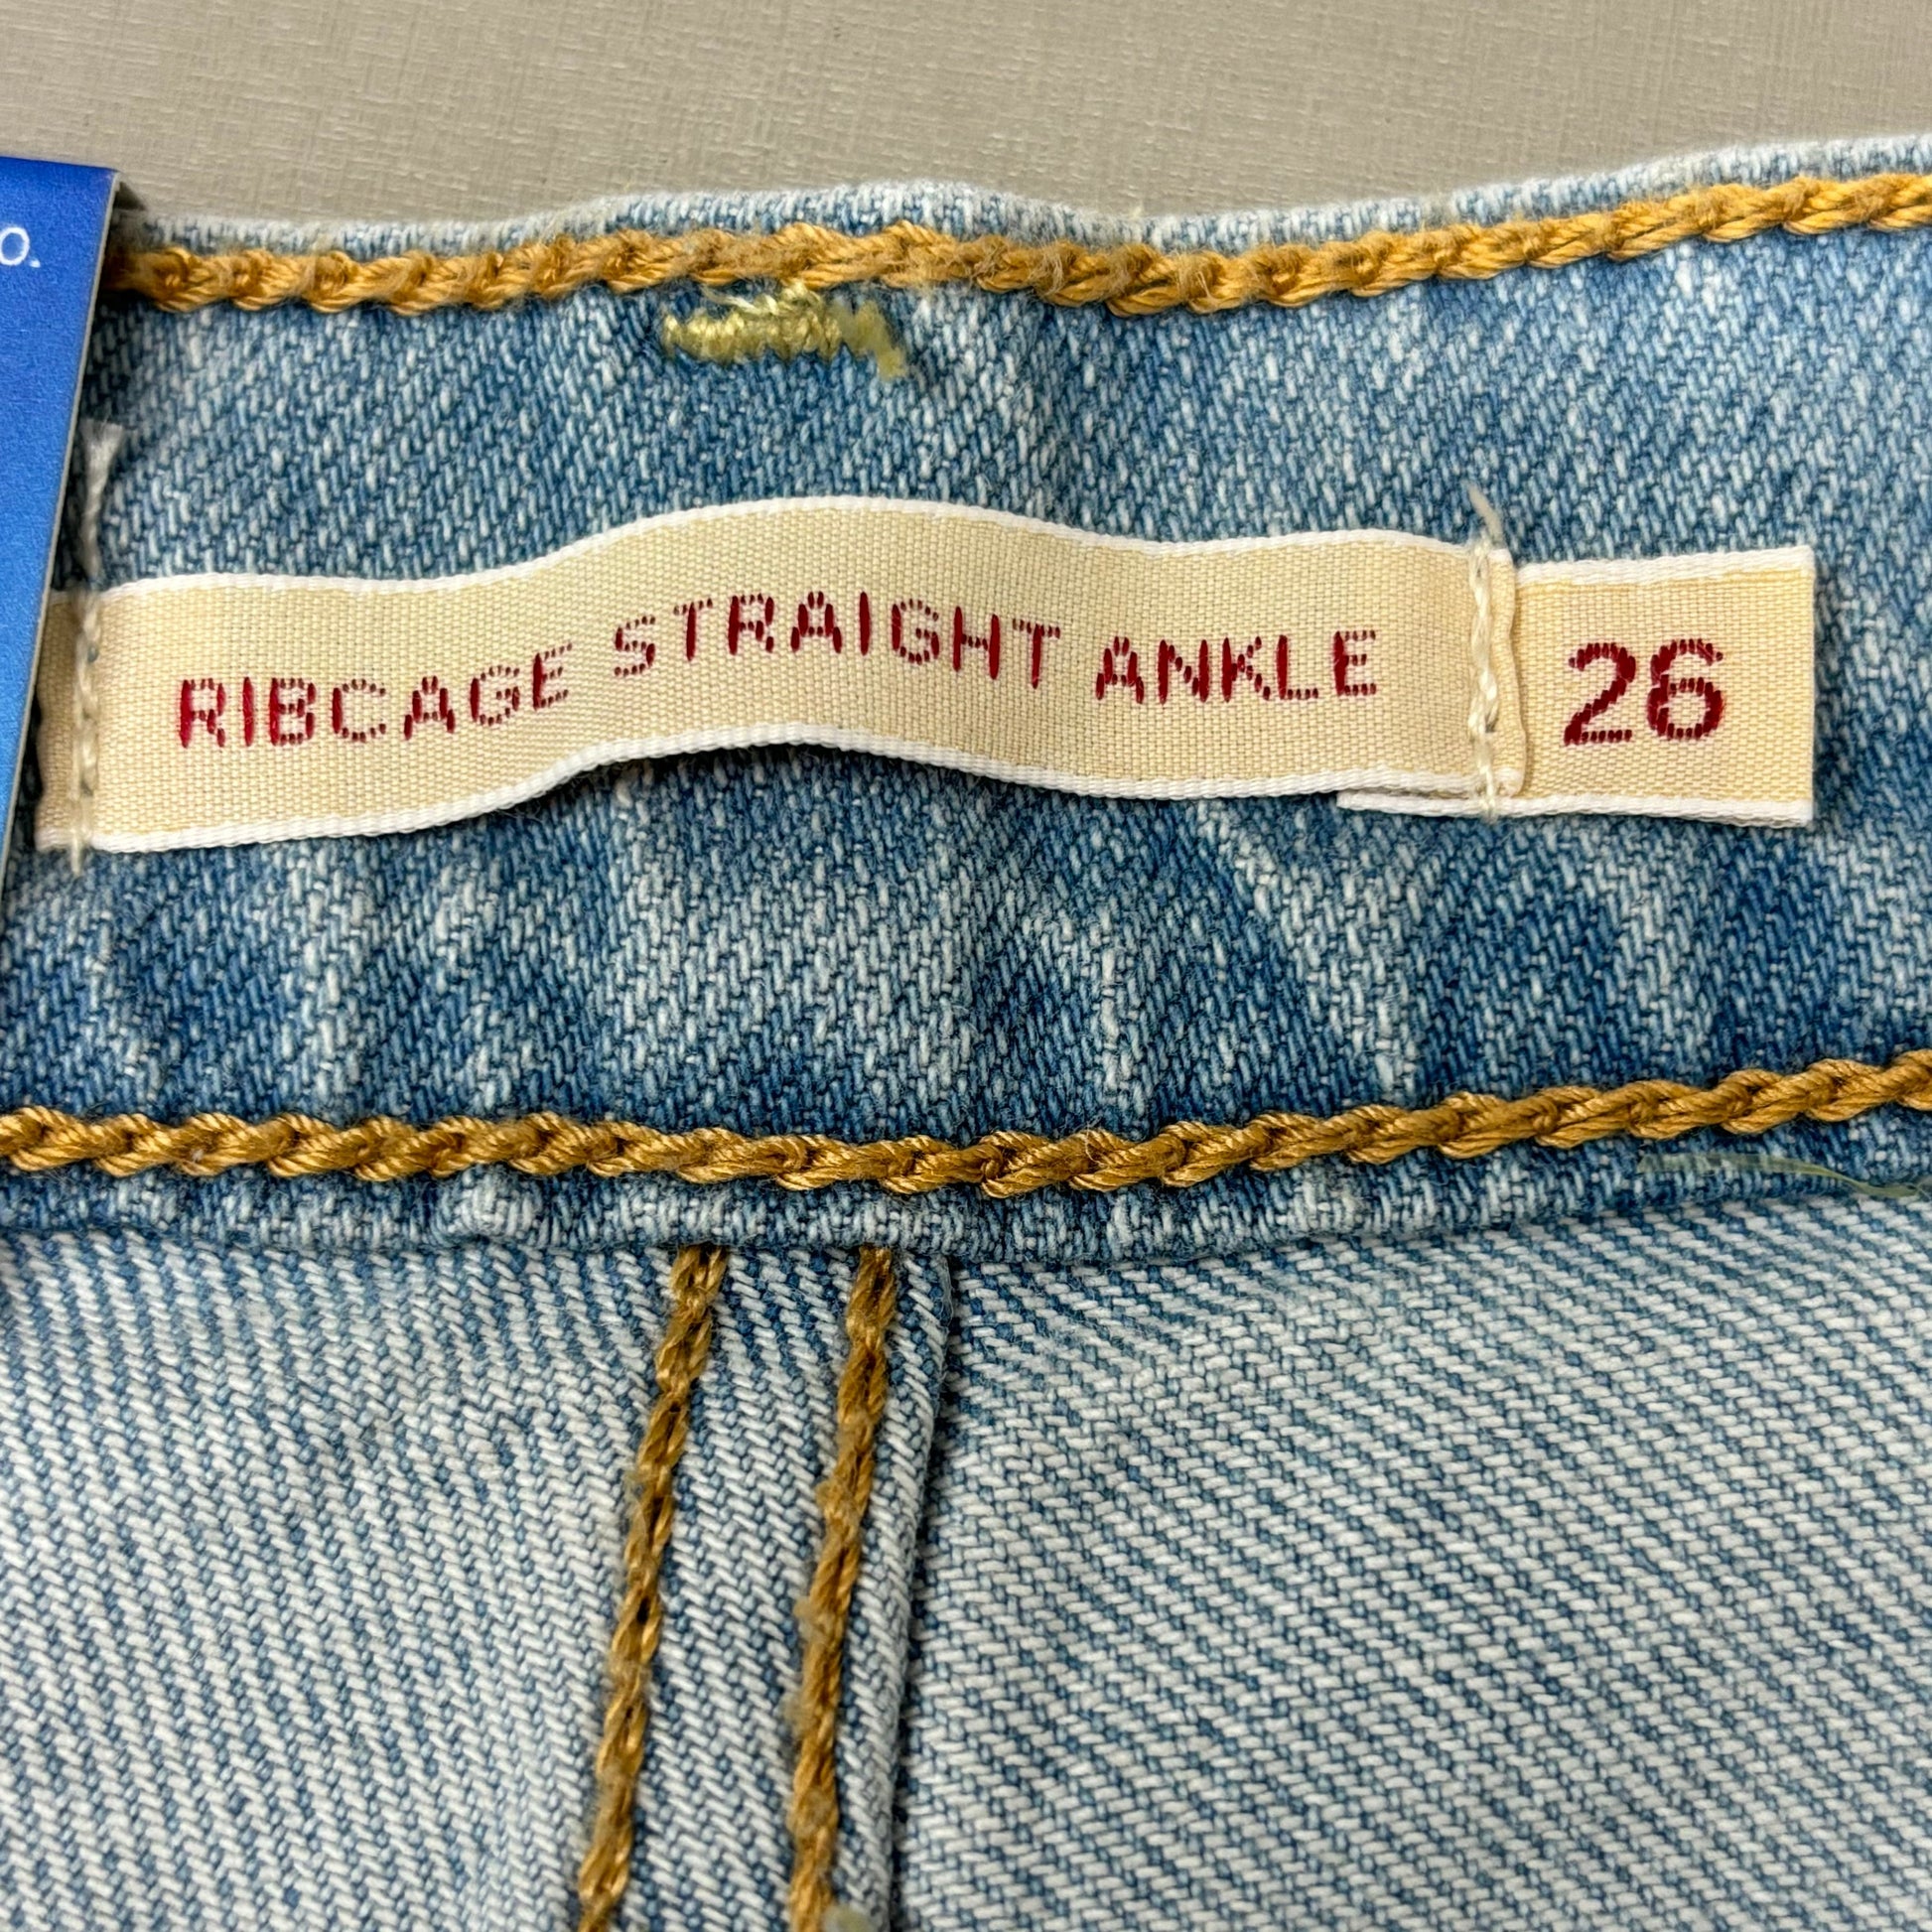 o.
RIBCAGE STRAIGHT ANKLE 26